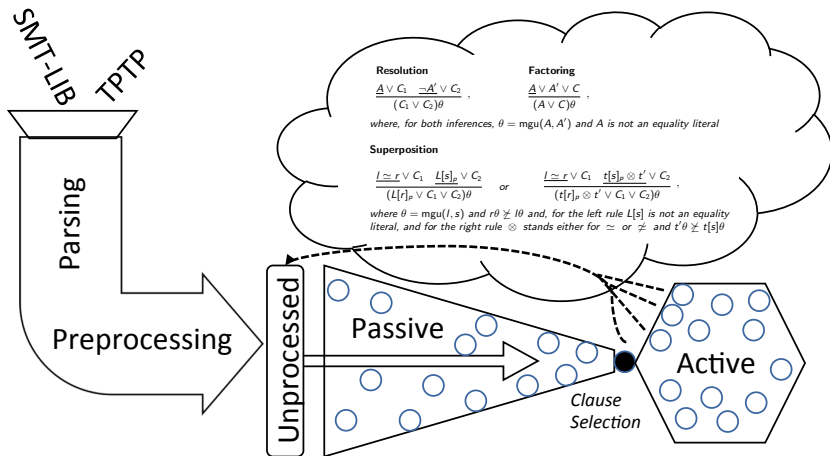 SMT-LIB
TPTP
Parsing
Preprocessing
Unprocessed
Passive
Clause
Selection
Active
Resolution
A ∨ C₁ ¬A′ ∨ C₂
(C₁ ∨ C₂)θ ,
Factoring
A ∨ A′ ∨ C
(A ∨ C)θ ,
where, for both inferences, θ = mgu(A, A′) and A is not an equality literal
Superposition
l ≃ r ∨ C₁ L[s]ₚ ∨ C₂
(L[r]ₚ ∨ C₁ ∨ C₂)θ
or
l ≃ r ∨ C₁ t[s]ₚ ⊗ t′ ∨ C₂
(t[r]ₚ ⊗ t′ ∨ C₁ ∨ C₂)θ ,
where θ = mgu(l, s) and rθ ⋡ lθ and, for the left rule L[s] is not an equality
literal, and for the right rule ⊗ stands either for ≃ or ≄ and t′θ ⋡ t[s]θ